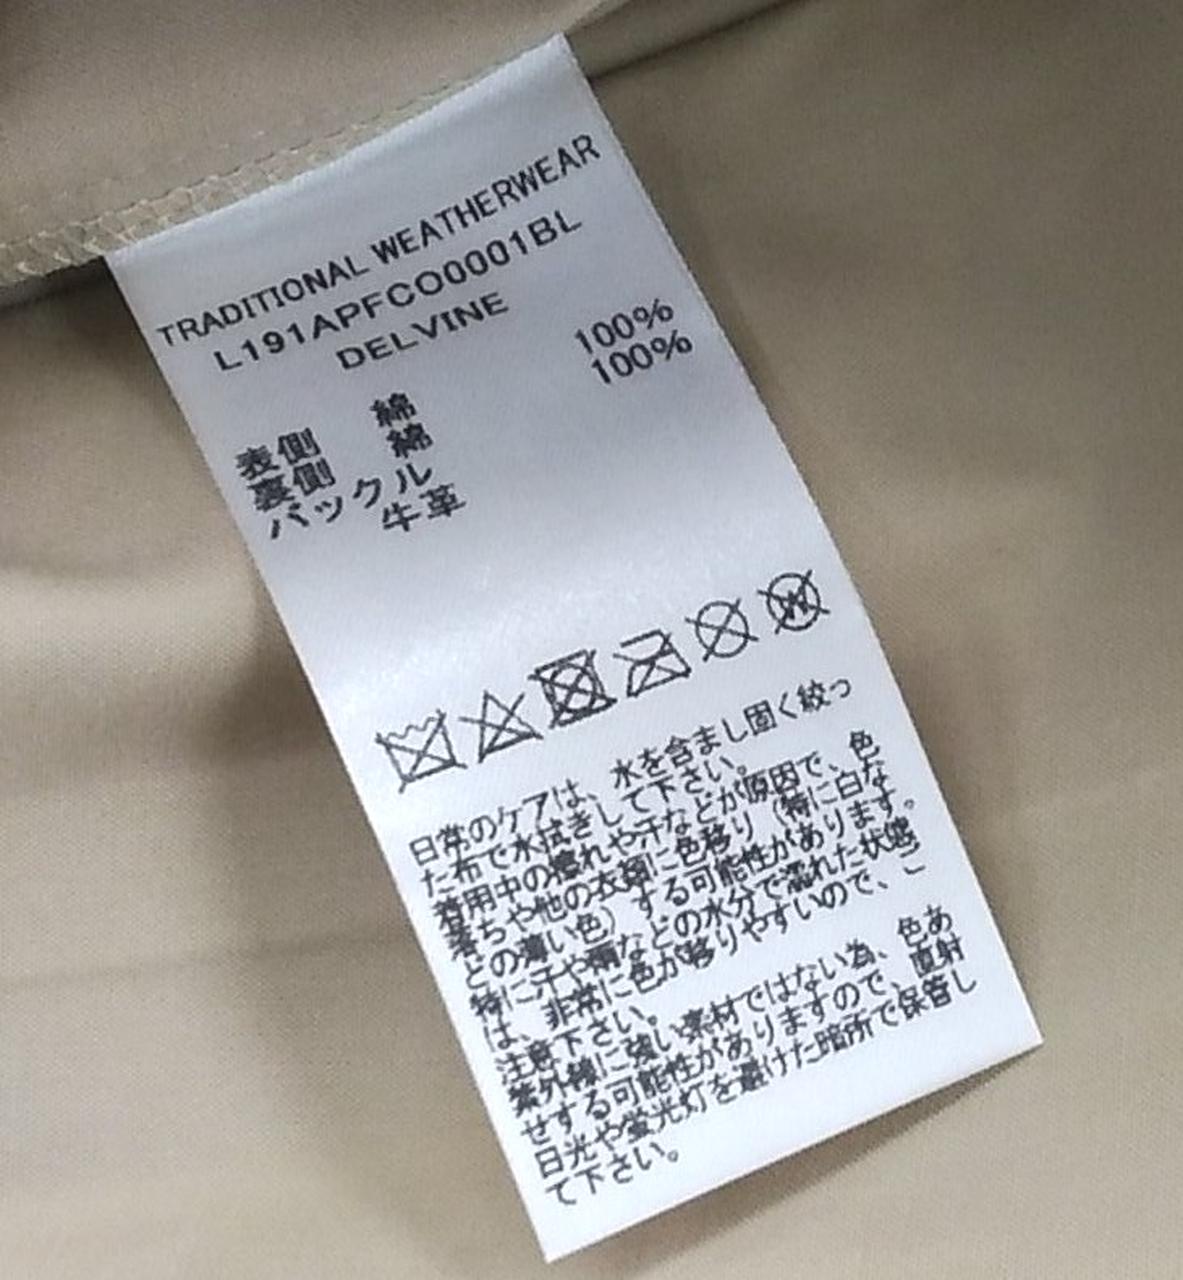 TRADITIONAL WEATHERWEAR
L191APFCO0001BL
DELVINE
表側 綿 100%
裏側 綿 100%
バックル
牛革
日常のケアは、水を含まし固く絞っ
た布で水拭きして下さい。
着用中の擦れや汗などが原因で、色
落ちや他の衣類に色移り（特に白な
どの薄い色）する可能性があります。
特に汗や雨などの水分で濡れた状態で
は、非常に色が移りやすいので、ご
注意下さい。
紫外線に強い素材ではない為、色あ
せする可能性がありますので、直射
日光や蛍光灯を避けた暗所で保管し
て下さい。